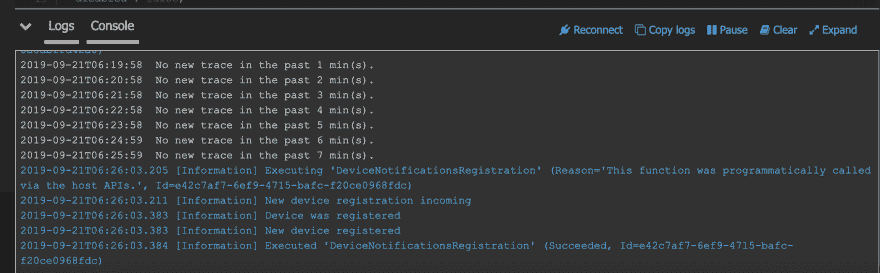 Logs Console Reconnect Copy logs Pause Clear Expand
2019-09-21T06:19:58 No new trace in the past 1 min(s).
2019-09-21T06:20:58 No new trace in the past 2 min(s).
2019-09-21T06:21:58 No new trace in the past 3 min(s).
2019-09-21T06:22:58 No new trace in the past 4 min(s).
2019-09-21T06:23:58 No new trace in the past 5 min(s).
2019-09-21T06:24:59 No new trace in the past 6 min(s).
2019-09-21T06:25:59 No new trace in the past 7 min(s).
2019-09-21T06:26:03.205 [Information] Executing 'DeviceNotificationsRegistration' (Reason='This function was programmatically called
via the host APIs.', Id=e42c7af7-6ef9-4715-bafc-f20ce0968fdc)
2019-09-21T06:26:03.211 [Information] New device registration incoming
2019-09-21T06:26:03.383 [Information] Device was registered
2019-09-21T06:26:03.383 [Information] New device registered
2019-09-21T06:26:03.384 [Information] Executed 'DeviceNotificationsRegistration' (Succeeded, Id=e42c7af7-6ef9-4715-bafc-
f20ce0968fdc)